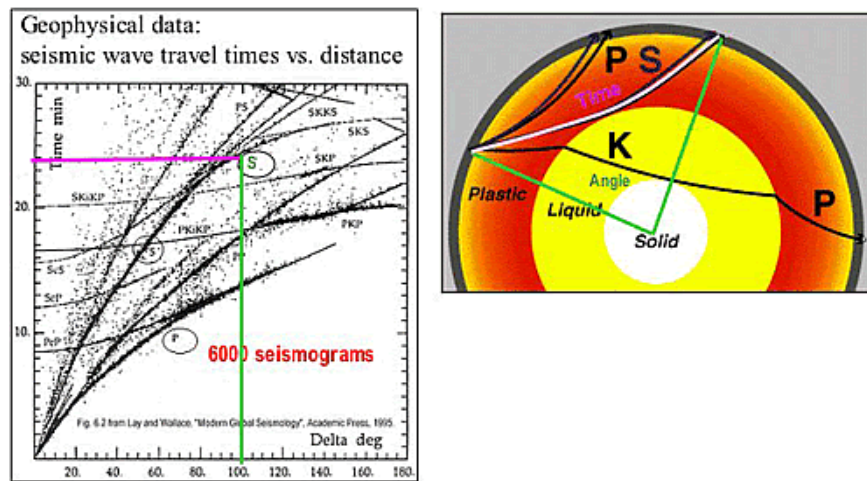 Geophysical data:
seismic wave travel times vs. distance
30.
Time min
PS
SKKS
SKS
S
SKP
SKiKP
20.
PKiKP
PKP
ScS
S
PP
ScP
10.
PcP
P
6000 seismograms
Fig. 6.2 from Lay and Wallace, "Modern Global Seismology", Academic Press, 1995.
Delta deg
20. 40. 60. 80. 100. 120. 140. 160. 180.
P S
Time
K
Angle
Plastic
Liquid
P
Solid